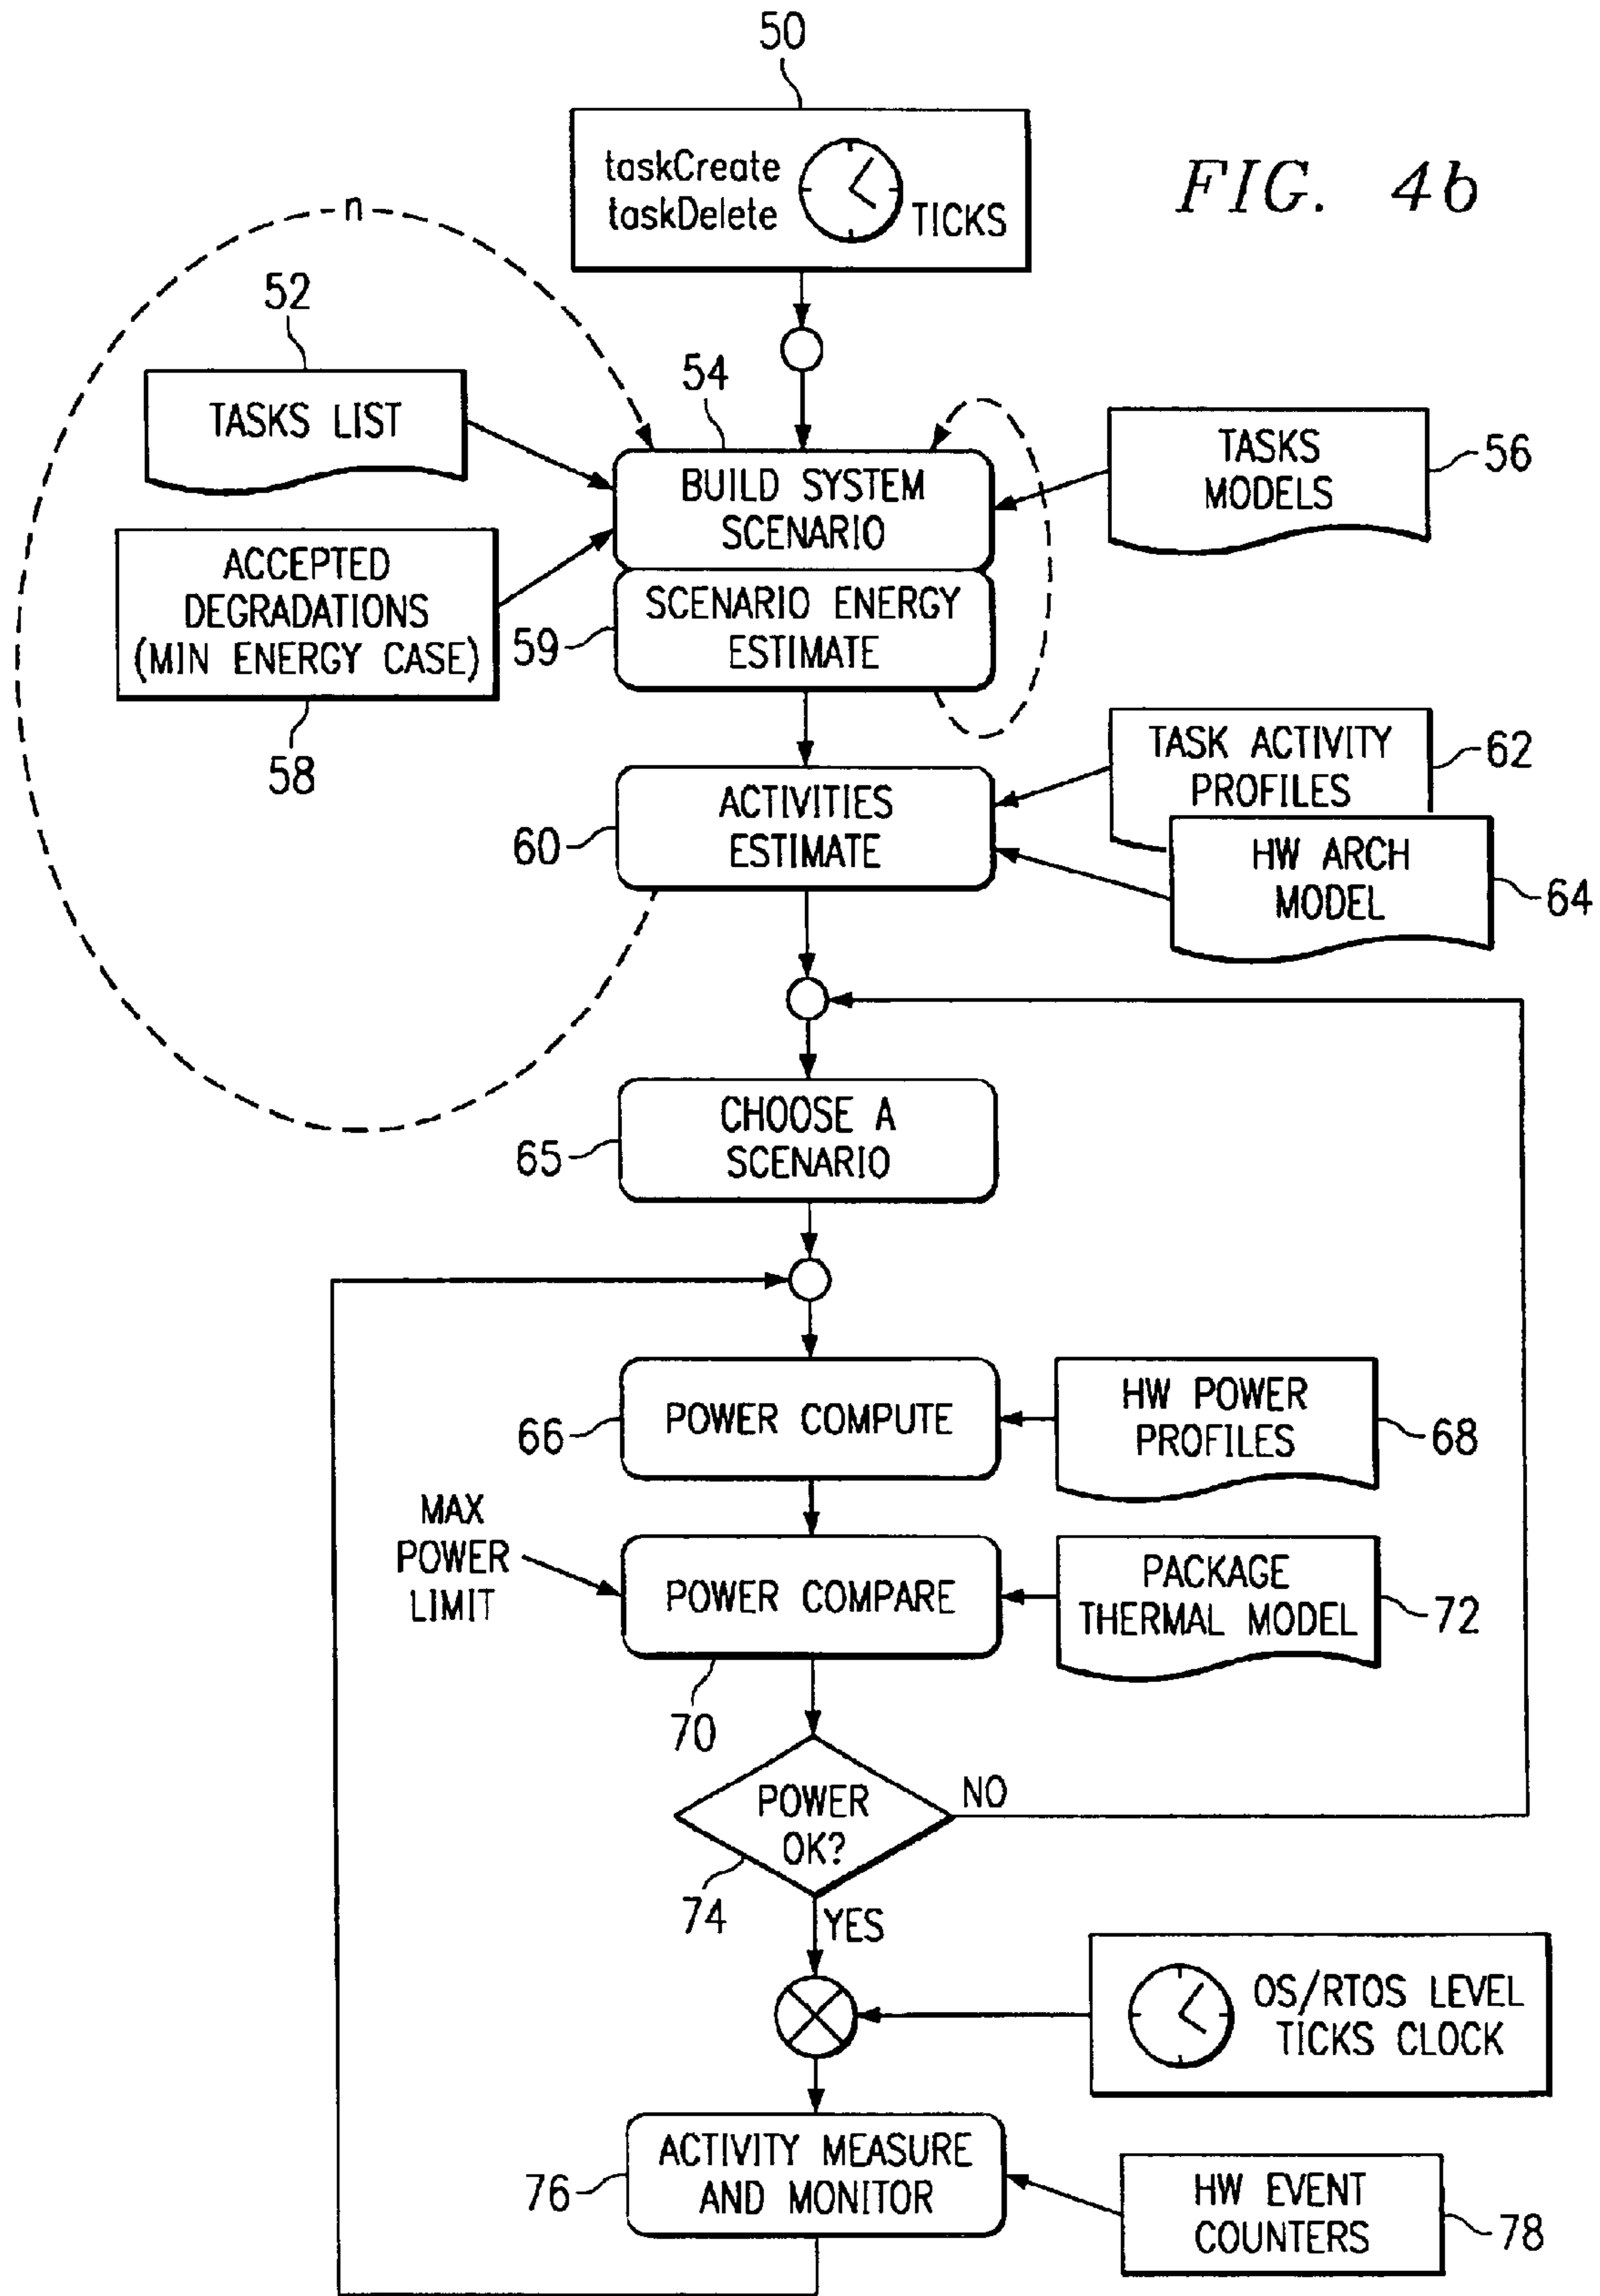 50
taskCreate
taskDelete
TICKS
FIG. 4b
n
52
TASKS LIST
54
BUILD SYSTEM
SCENARIO
TASKS
MODELS
56
ACCEPTED
DEGRADATIONS
(MIN ENERGY CASE)
58
59
SCENARIO ENERGY
ESTIMATE
TASK ACTIVITY
PROFILES
62
60
ACTIVITIES
ESTIMATE
HW ARCH
MODEL
64
65
CHOOSE A
SCENARIO
66
POWER COMPUTE
HW POWER
PROFILES
68
MAX
POWER
LIMIT
POWER COMPARE
70
PACKAGE
THERMAL MODEL
72
POWER
OK?
NO
74
YES
OS/RTOS LEVEL
TICKS CLOCK
76
ACTIVITY MEASURE
AND MONITOR
HW EVENT
COUNTERS
78